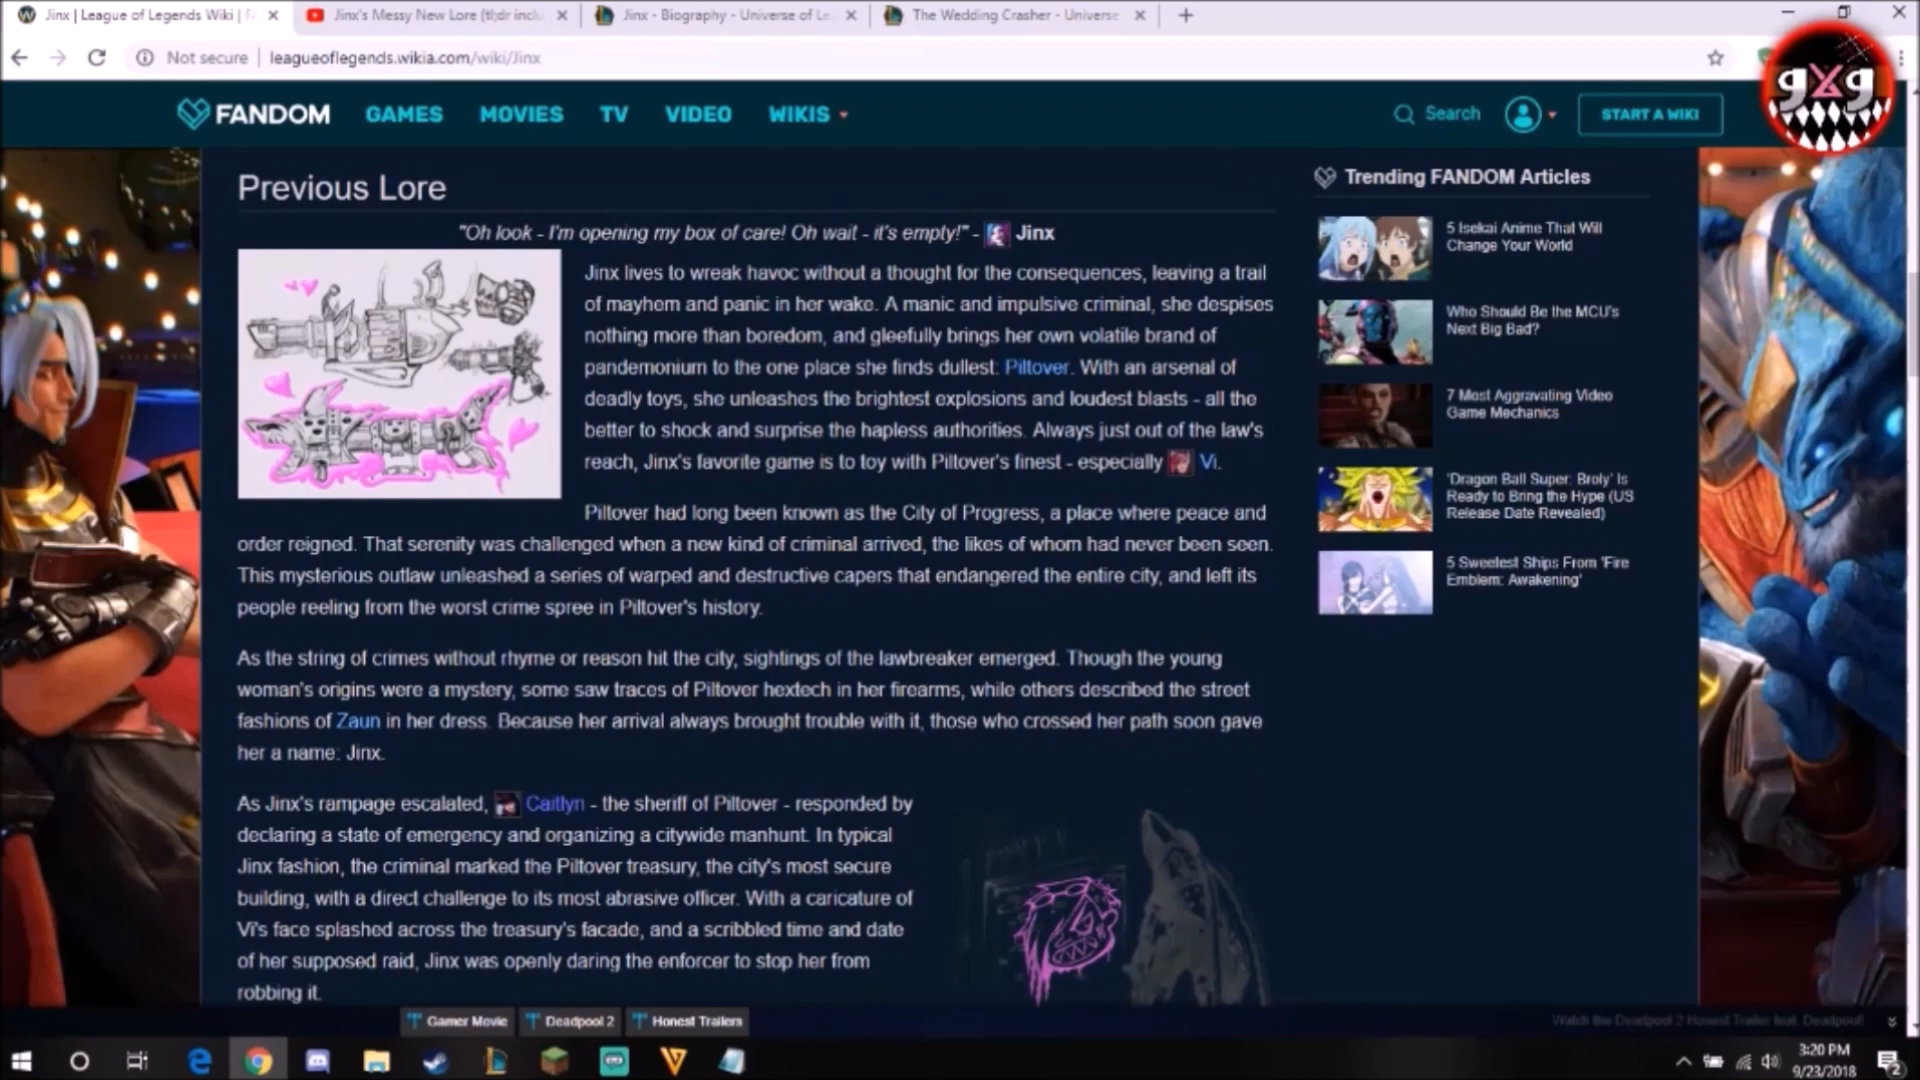 Jinx | League of Legends Wiki |
Jinx's Messy New Lore (tl;dr inclu
Jinx - Biography - Universe of Le
The Wedding Crasher - Universe
Not secure | leagueoflegends.wikia.com/wiki/Jinx
gXg
FANDOM GAMES MOVIES TV VIDEO WIKIS Search START A WIKI
Previous Lore
"Oh look - I'm opening my box of care! Oh wait - it's empty!" - Jinx
Jinx lives to wreak havoc without a thought for the consequences, leaving a trail
of mayhem and panic in her wake. A manic and impulsive criminal, she despises
nothing more than boredom, and gleefully brings her own volatile brand of
pandemonium to the one place she finds dullest: Piltover. With an arsenal of
deadly toys, she unleashes the brightest explosions and loudest blasts - all the
better to shock and surprise the hapless authorities. Always just out of the law's
reach, Jinx's favorite game is to toy with Piltover's finest - especially Vi.
Piltover had long been known as the City of Progress, a place where peace and
order reigned. That serenity was challenged when a new kind of criminal arrived, the likes of whom had never been seen.
This mysterious outlaw unleashed a series of warped and destructive capers that endangered the entire city, and left its
people reeling from the worst crime spree in Piltover's history.
As the string of crimes without rhyme or reason hit the city, sightings of the lawbreaker emerged. Though the young
woman's origins were a mystery, some saw traces of Piltover hextech in her firearms, while others described the street
fashions of Zaun in her dress. Because her arrival always brought trouble with it, those who crossed her path soon gave
her a name: Jinx.
As Jinx's rampage escalated, Caitlyn - the sheriff of Piltover - responded by
declaring a state of emergency and organizing a citywide manhunt. In typical
Jinx fashion, the criminal marked the Piltover treasury, the city's most secure
building, with a direct challenge to its most abrasive officer. With a caricature of
Vi's face splashed across the treasury's facade, and a scribbled time and date
of her supposed raid, Jinx was openly daring the enforcer to stop her from
robbing it.
Trending FANDOM Articles
5 Isekai Anime That Will
Change Your World
Who Should Be the MCU's
Next Big Bad?
7 Most Aggravating Video
Game Mechanics
'Dragon Ball Super: Broly' Is
Ready to Bring the Hype (US
Release Date Revealed)
5 Sweetest Ships From 'Fire
Emblem: Awakening'
Gamer Movie Deadpool 2 Honest Trailers
Watch the Deadpool 2 Honest Trailer feat. Deadpool!
3:20 PM
9/23/2018
2